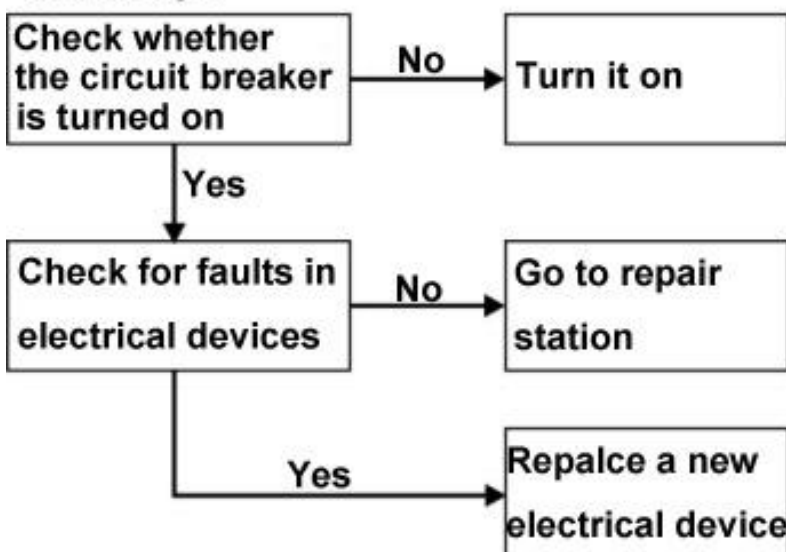 Check whether
the circuit breaker
is turned on
No
Turn it on
Yes
Check for faults in
electrical devices
No
Go to repair
station
Yes
Repalce a new
electrical device